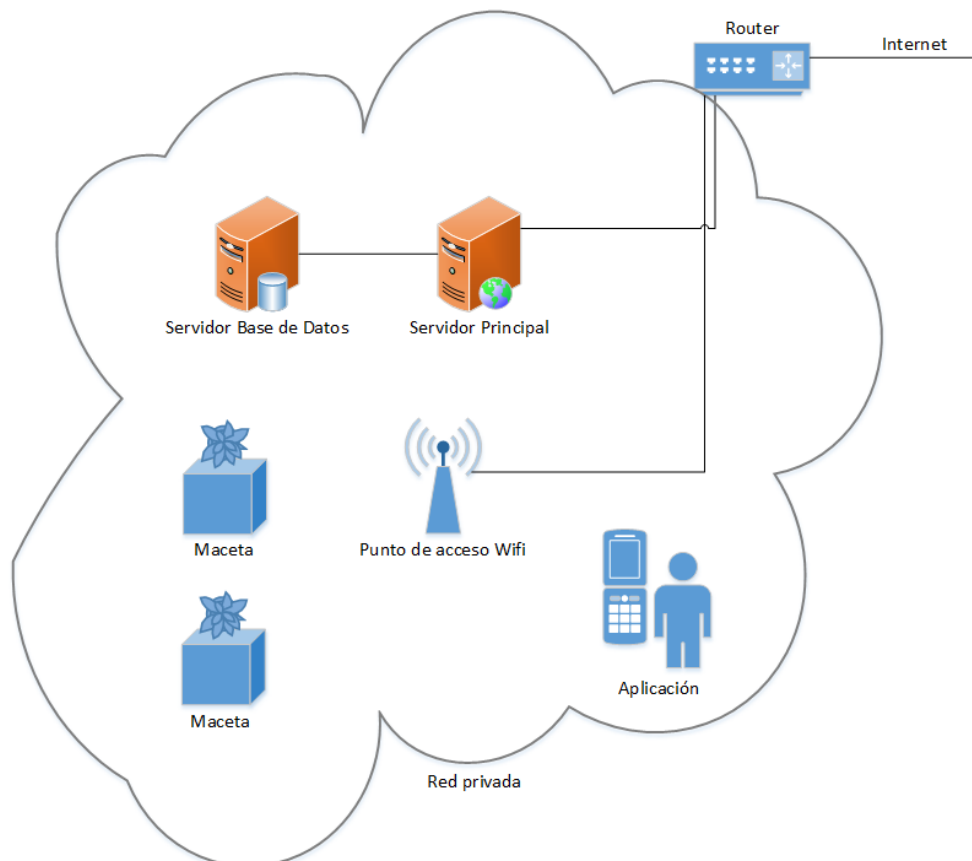 Router
Internet
Servidor Base de Datos
Servidor Principal
Maceta
Punto de acceso Wifi
Maceta
Aplicación
Red privada